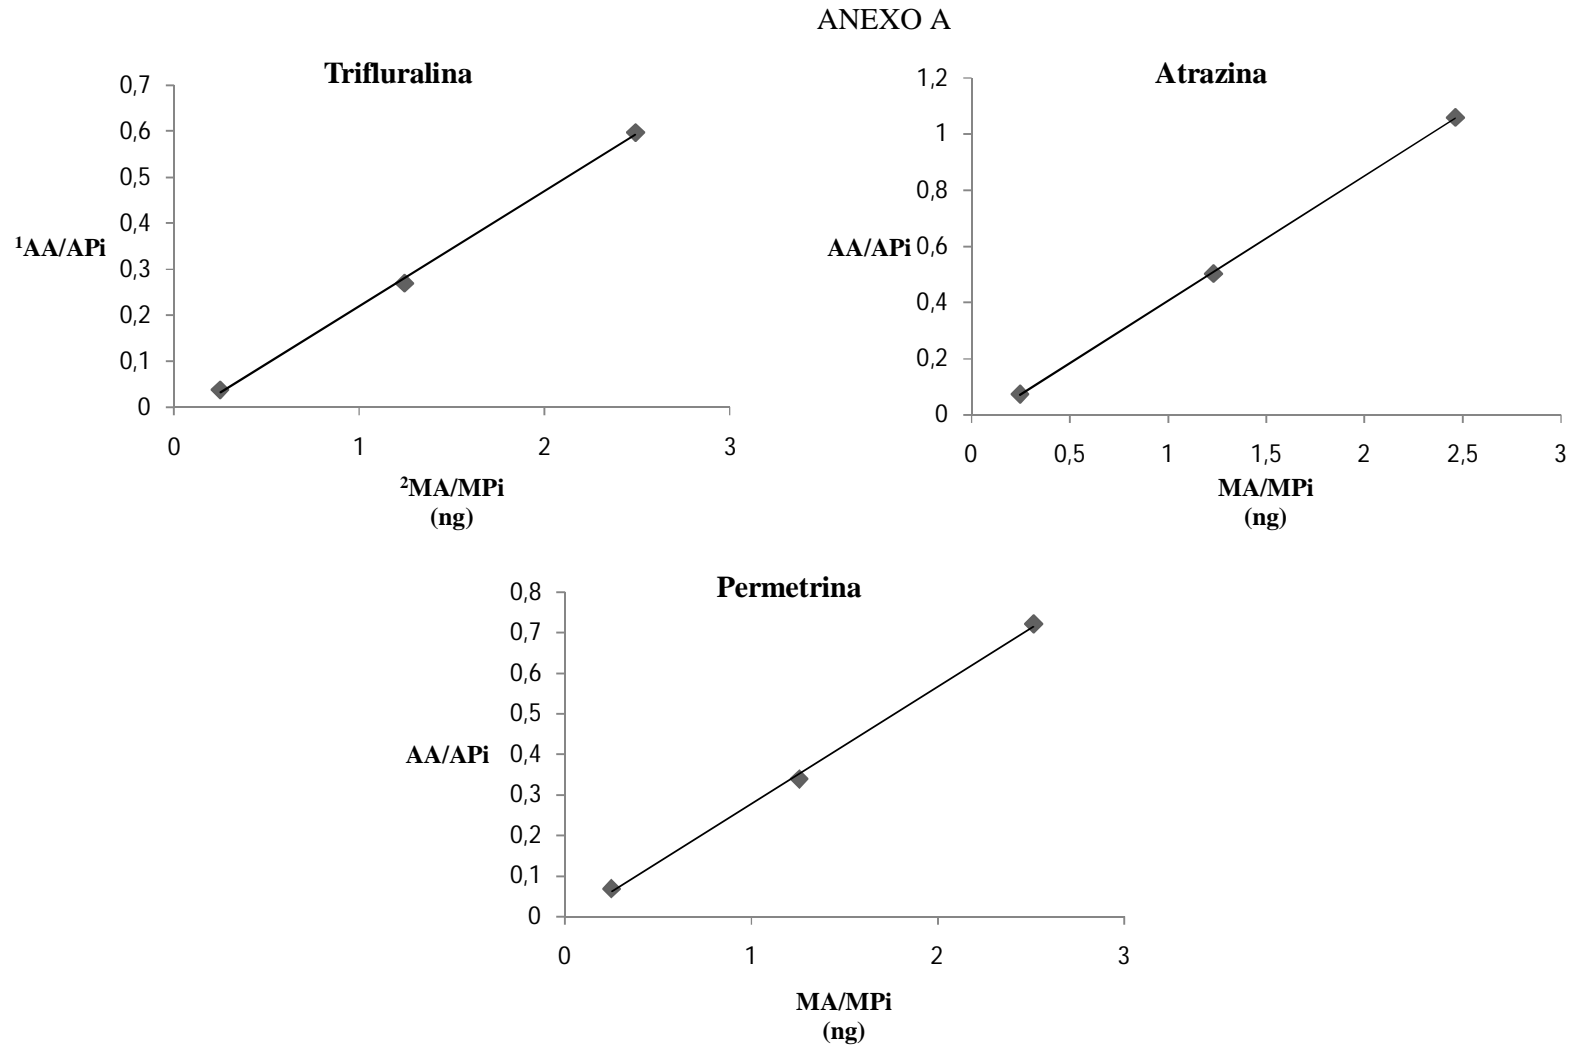 ANEXO A
Trifluralina
0,7
0,6
0,5
0,4
0,3
0,2
0,1
0
¹AA/APi
0 1 2 3
²MA/MPi
(ng)
Atrazina
1,2
1
0,8
0,6
0,4
0,2
0
AA/APi
0 0,5 1 1,5 2 2,5 3
MA/MPi
(ng)
Permetrina
0,8
0,7
0,6
0,5
0,4
0,3
0,2
0,1
0
AA/APi
0 1 2 3
MA/MPi
(ng)